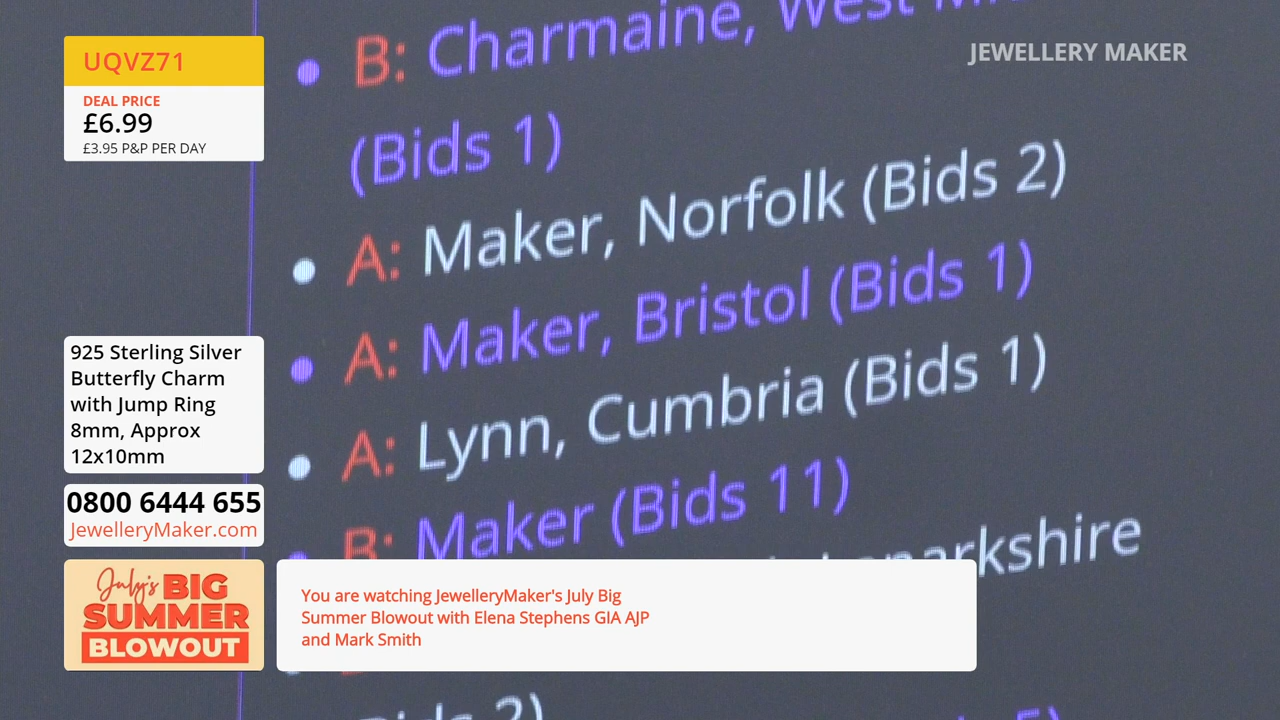 UQVZ71
DEAL PRICE
£6.99
£3.95 P&P PER DAY
JEWELLERY MAKER
B: Charmaine, West
(Bids 1)
A: Maker, Norfolk (Bids 2)
A: Maker, Bristol (Bids 1)
A: Lynn, Cumbria (Bids 1)
B: Maker (Bids 11)
925 Sterling Silver
Butterfly Charm
with Jump Ring
8mm, Approx
12x10mm
0800 6444 655
JewelleryMaker.com
July's BIG
SUMMER
BLOWOUT
You are watching JewelleryMaker's July Big
Summer Blowout with Elena Stephens GIA AJP
and Mark Smith